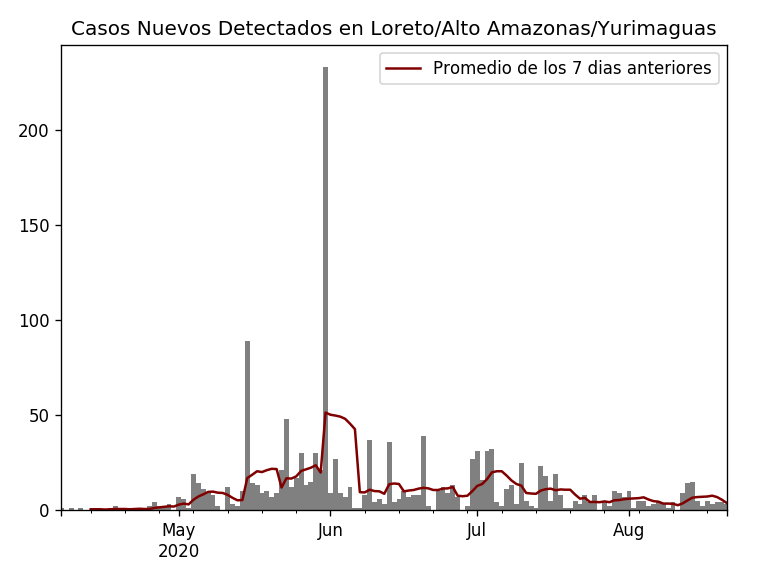 Casos Nuevos Detectados en Loreto/Alto Amazonas/Yurimaguas
Promedio de los 7 dias anteriores
200
150
100
50
0
May
2020
Jun
Jul
Aug